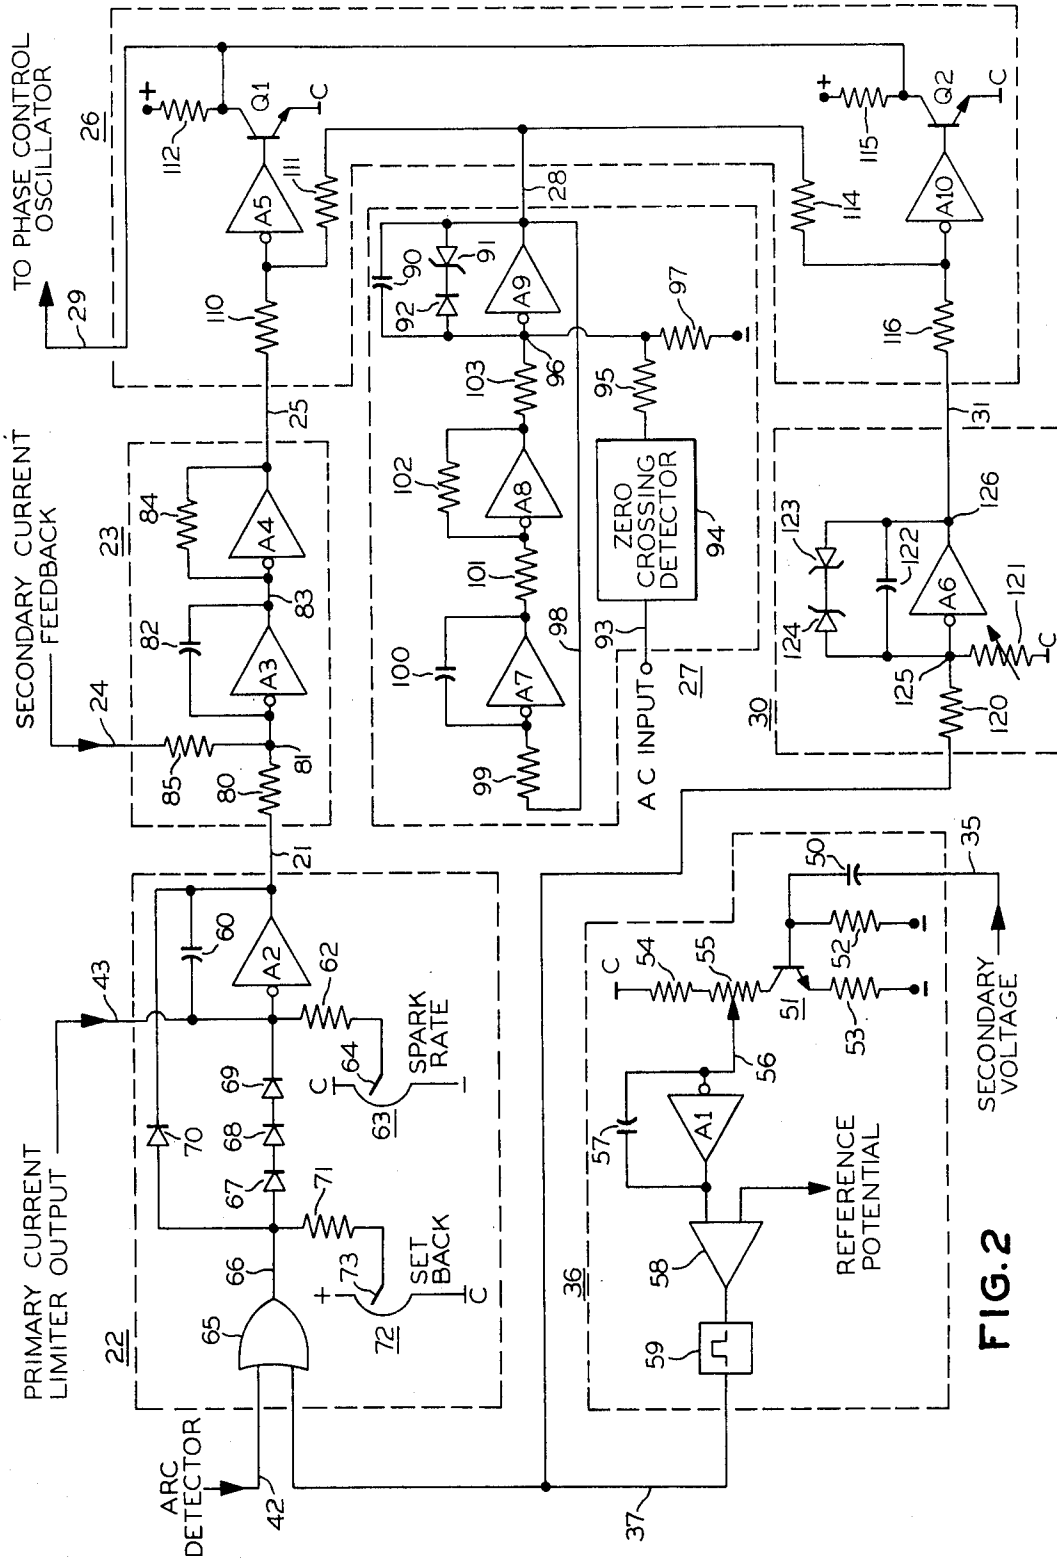 TO PHASE CONTROL
OSCILLATOR
29
26
+
112
Q1
C
A5
111
110
25
SECONDARY CURRENT
FEEDBACK
24
23
85
80
81
82
A3
83
84
A4
21
PRIMARY CURRENT
LIMITER OUTPUT
43
22
70
60
A2
62
64
C
63
SPARK
RATE
–
69
68
67
71
66
65
+
73
72
SET
BACK
C
ARC
DETECTOR
42
28
90
91
92
A9
96
97
–
95
103
102
A8
101
100
A7
99
98
ZERO
CROSSING
DETECTOR
94
93
AC INPUT
27
114
+
115
Q2
C
A10
116
31
30
123
124
122
A6
126
125
121
C
120
37
36
C
54
55
56
51
50
35
52
–
53
–
57
A1
58
59
REFERENCE
POTENTIAL
SECONDARY
VOLTAGE
FIG.2